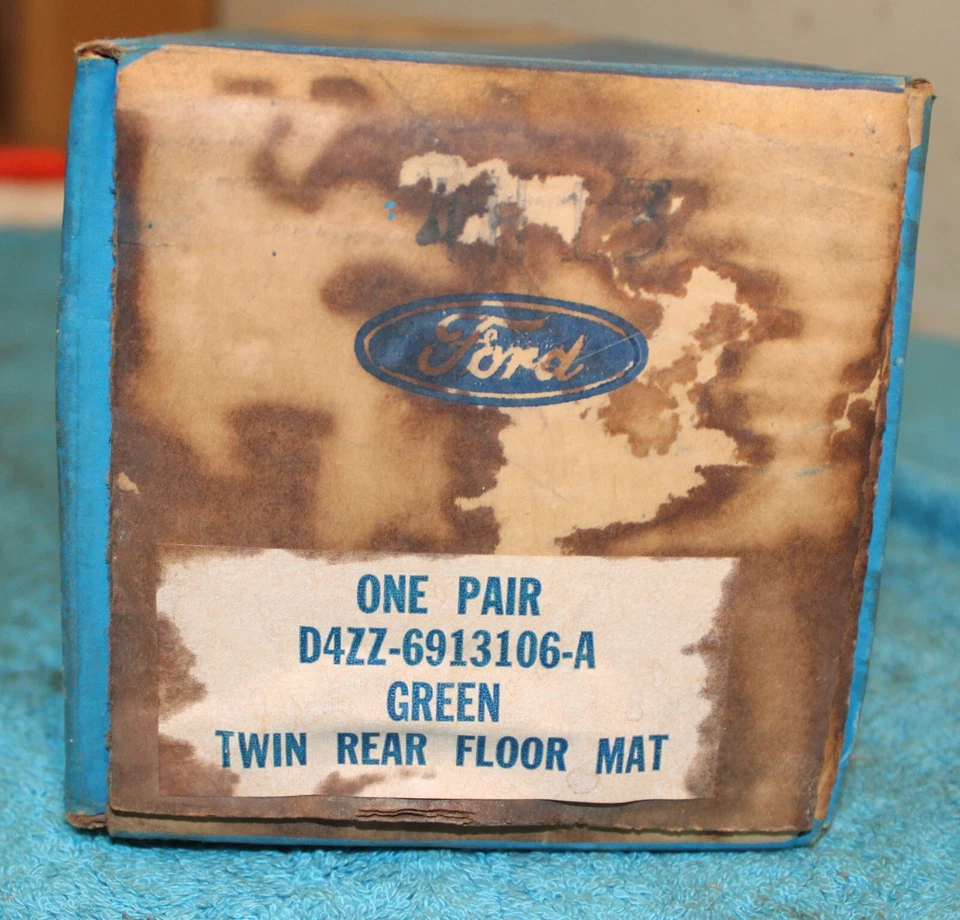 Ford
ONE PAIR
D4ZZ-6913106-A
GREEN
TWIN REAR FLOOR MAT